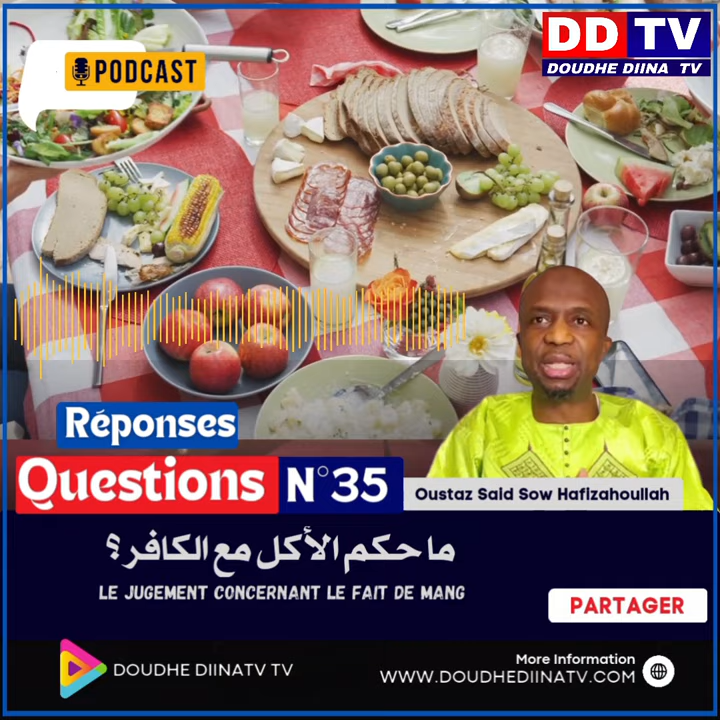 PODCAST
DD TV
DOUDHE DIINA TV
Réponses
Questions N°35
Oustaz Said Sow Hafizahoullah
ما حكم الأكل مع الكافر؟
LE JUGEMENT CONCERNANT LE FAIT DE MANG
PARTAGER
DOUDHE DIINATV TV
More Information
WWW.DOUDHEDIINATV.COM